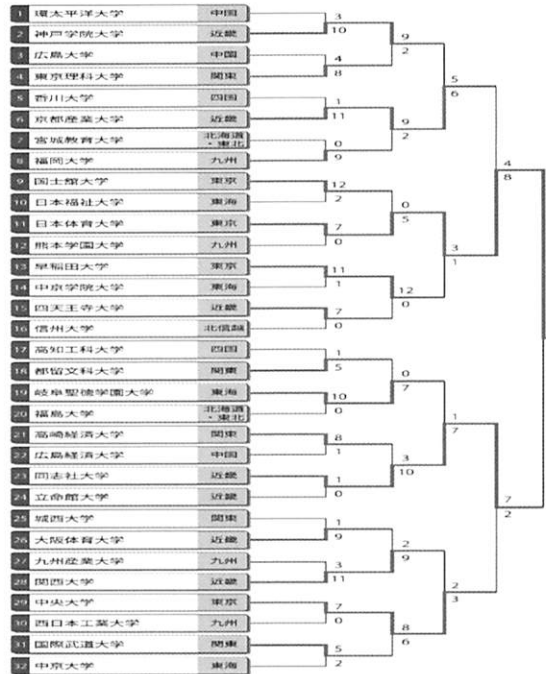 1 環太平洋大学 中国
2 神戸学院大学 近畿
3 広島大学 中国
4 東京理科大学 関東
5 香川大学 四国
6 京都産業大学 近畿
7 宮城教育大学 北海道・東北
8 福岡大学 九州
9 国士舘大学 東京
10 日本福祉大学 東海
11 日本体育大学 東京
12 熊本学園大学 九州
13 早稲田大学 東京
14 中京学院大学 東海
15 四天王寺大学 近畿
16 信州大学 北信越
17 高知工科大学 四国
18 都留文科大学 関東
19 岐阜聖徳学園大学 東海
20 福島大学 北海道・東北
21 高崎経済大学 関東
22 広島経済大学 中国
23 同志社大学 近畿
24 立命館大学 近畿
25 城西大学 関東
26 大阪体育大学 近畿
27 九州産業大学 九州
28 関西大学 近畿
29 中央大学 東京
30 西日本工業大学 九州
31 国際武道大学 関東
32 中京大学 東海
3
10
4
8
1
11
0
9
12
2
7
0
11
1
7
0
1
5
10
0
8
1
1
0
1
9
3
11
7
0
5
2
9
2
9
2
0
5
12
0
0
7
3
10
2
9
8
6
5
6
3
1
1
7
2
3
4
8
7
2